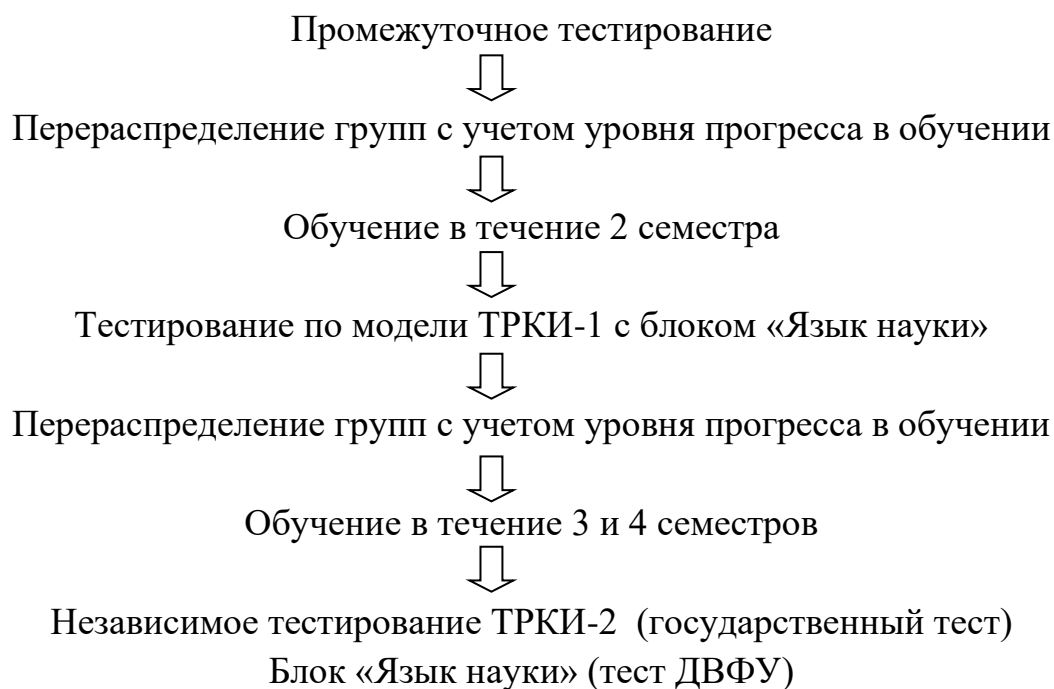 Промежуточное тестирование
Перераспределение групп с учетом уровня прогресса в обучении
Обучение в течение 2 семестра
Тестирование по модели ТРКИ-1 с блоком «Язык науки»
Перераспределение групп с учетом уровня прогресса в обучении
Обучение в течение 3 и 4 семестров
Независимое тестирование ТРКИ-2 (государственный тест)
Блок «Язык науки» (тест ДВФУ)